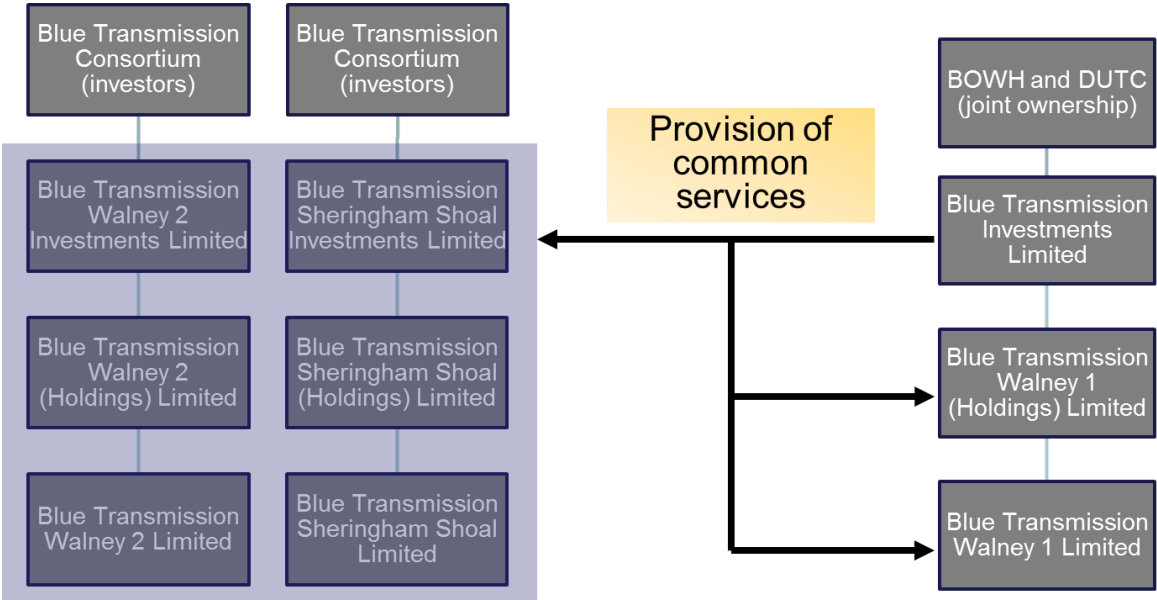 Blue Transmission
Consortium
(investors)
Blue Transmission
Walney 2
Investments Limited
Blue Transmission
Walney 2
(Holdings) Limited
Blue Transmission
Walney 2 Limited
Blue Transmission
Consortium
(investors)
Blue Transmission
Sheringham Shoal
Investments Limited
Blue Transmission
Sheringham Shoal
(Holdings) Limited
Blue Transmission
Sheringham Shoal
Limited
Provision of
common
services
BOWH and DUTC
(joint ownership)
Blue Transmission
Investments
Limited
Blue Transmission
Walney 1
(Holdings) Limited
Blue Transmission
Walney 1 Limited